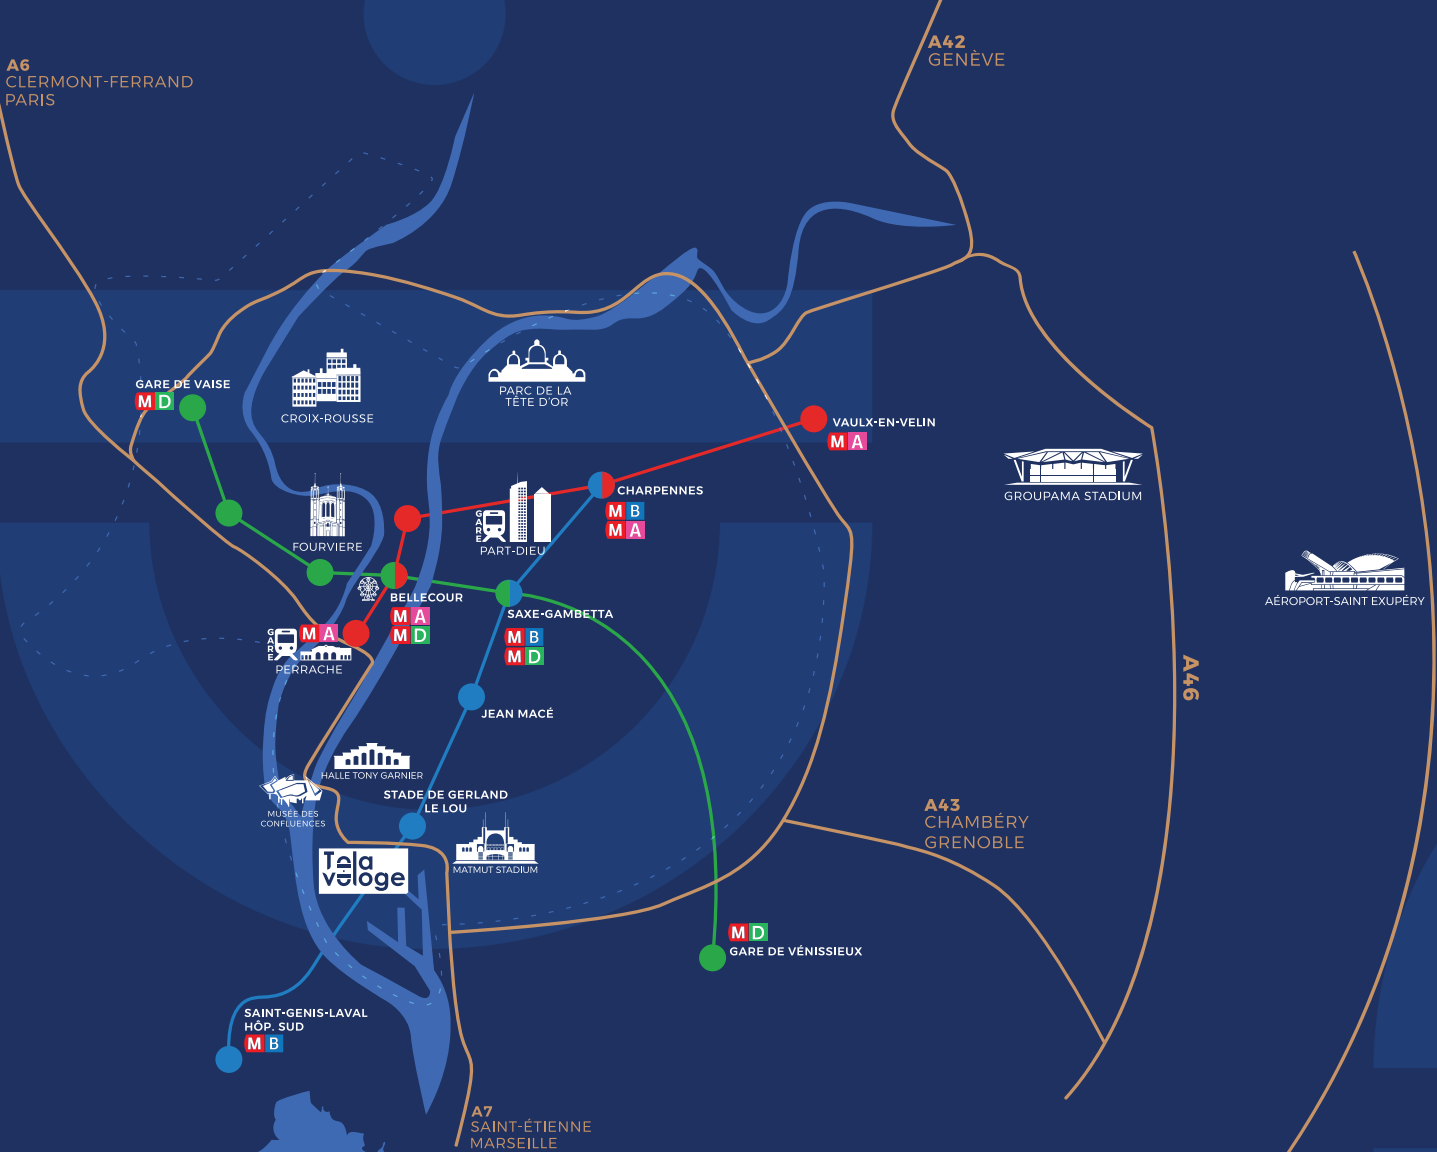 A6
CLERMONT-FERRAND
PARIS
A42
GENÈVE
GARE DE VAISE
M D
CROIX-ROUSSE
PARC DE LA
TÊTE D'OR
VAULX-EN-VELIN
M A
GROUPAMA STADIUM
CHARPENNES
M B
M A
GARE
PART-DIEU
FOURVIERE
BELLECOUR
M A
M D
SAXE-GAMBETTA
M B
M D
AÉROPORT-SAINT EXUPÉRY
GARE
M A
PERRACHE
A46
JEAN MACÉ
HALLE TONY GARNIER
STADE DE GERLAND
LE LOU
MUSÉE DES
CONFLUENCES
MATMUT STADIUM
Tola
vologe
A43
CHAMBÉRY
GRENOBLE
M D
GARE DE VÉNISSIEUX
SAINT-GENIS-LAVAL
HÔP. SUD
M B
A7
SAINT-ÉTIENNE
MARSEILLE